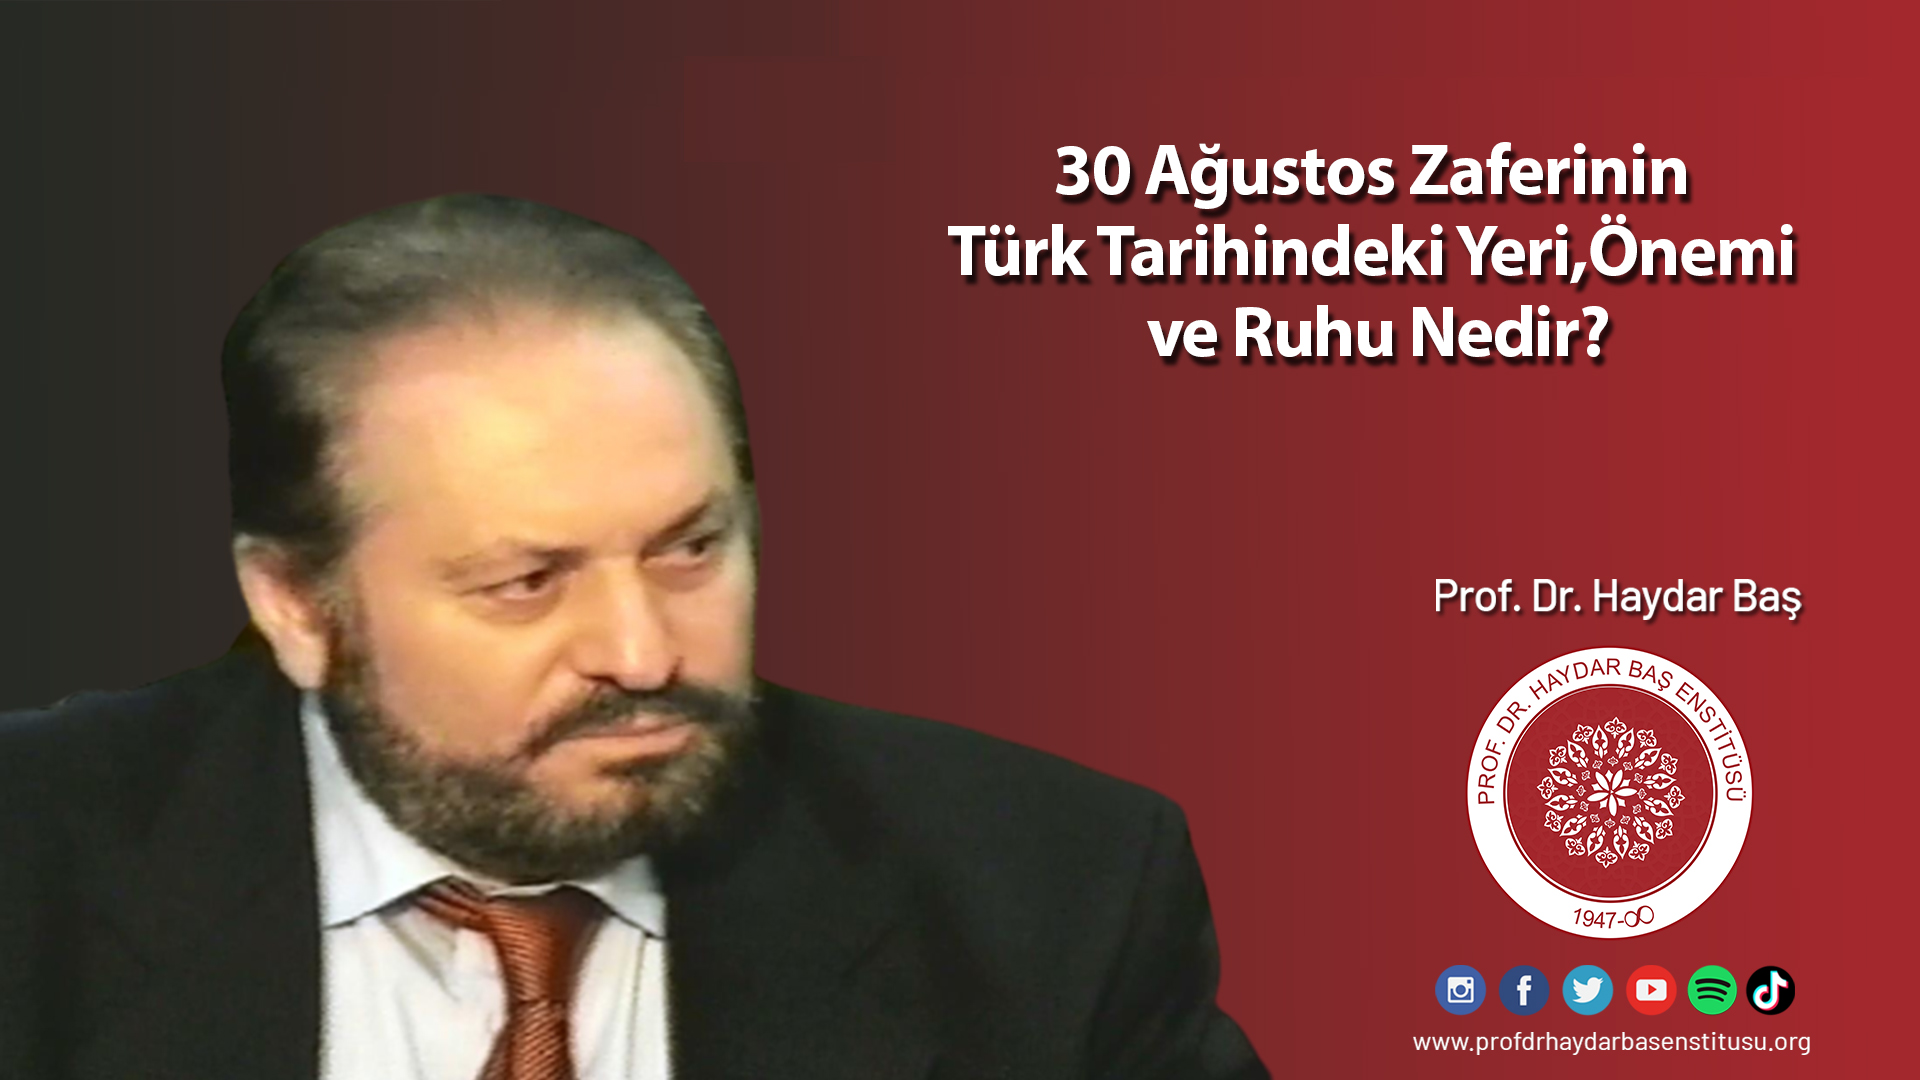 30 Ağustos Zaferinin
Türk Tarihindeki Yeri,Önemi
ve Ruhu Nedir?
Prof. Dr. Haydar Baş
PROF. DR. HAYDAR BAŞ ENSTİTÜSÜ
1947-∞
www.profdrhaydarbasenstitusu.org